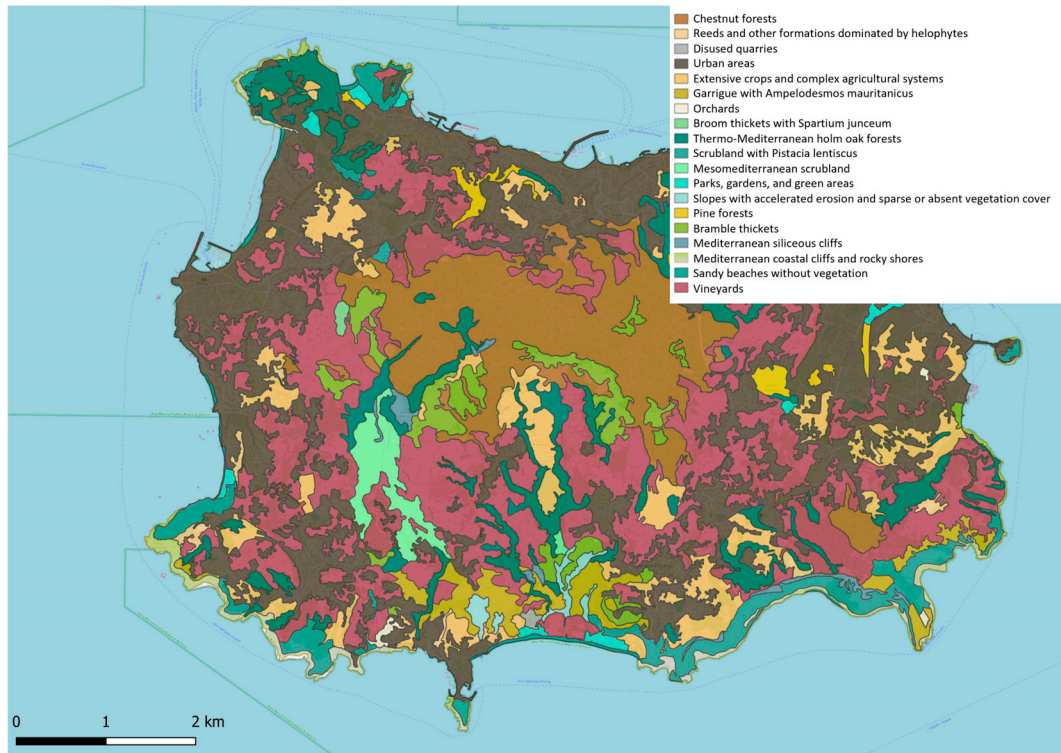 Chestnut forests
Reeds and other formations dominated by helophytes
Disused quarries
Urban areas
Extensive crops and complex agricultural systems
Garrigue with Ampelodesmos mauritanicus
Orchards
Broom thickets with Spartium junceum
Thermo-Mediterranean holm oak forests
Scrubland with Pistacia lentiscus
Mesomediterranean scrubland
Parks, gardens, and green areas
Slopes with accelerated erosion and sparse or absent vegetation cover
Pine forests
Bramble thickets
Mediterranean siliceous cliffs
Mediterranean coastal cliffs and rocky shores
Sandy beaches without vegetation
Vineyards
0 1 2 km